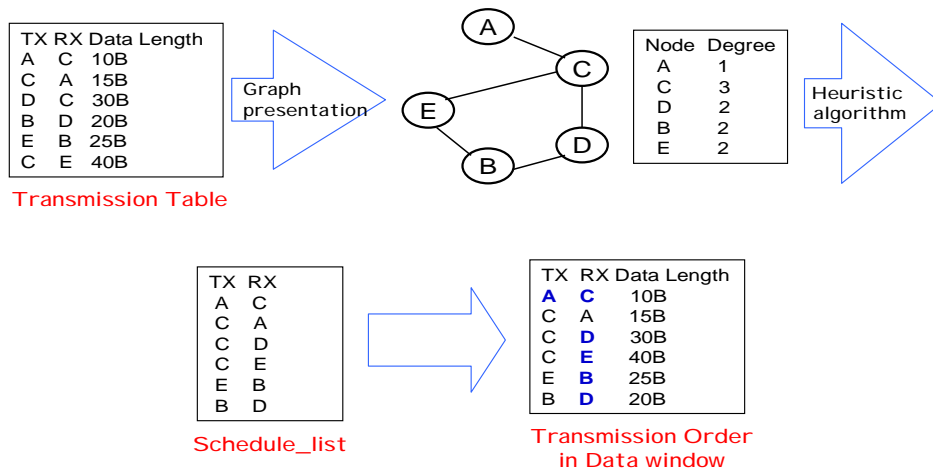 TX RX Data Length
A C 10B
C A 15B
D C 30B
B D 20B
E B 25B
C E 40B
Transmission Table
Graph
presentation
A
C
E
D
B
Node Degree
A 1
C 3
D 2
B 2
E 2
Heuristic
algorithm
TX RX
A C
C A
C D
C E
E B
B D
Schedule_list
TX RX Data Length
A C 10B
C A 15B
C D 30B
C E 40B
E B 25B
B D 20B
Transmission Order
in Data window